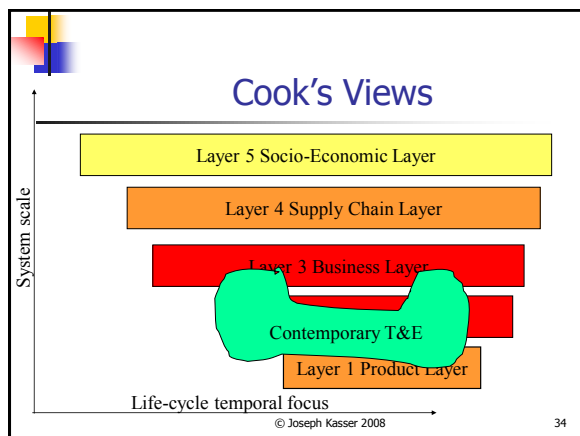 Cook's Views
System scale
Layer 5 Socio-Economic Layer
Layer 4 Supply Chain Layer
Layer 3 Business Layer
Contemporary T&E
Layer 1 Product Layer
Life-cycle temporal focus
© Joseph Kasser 2008
34